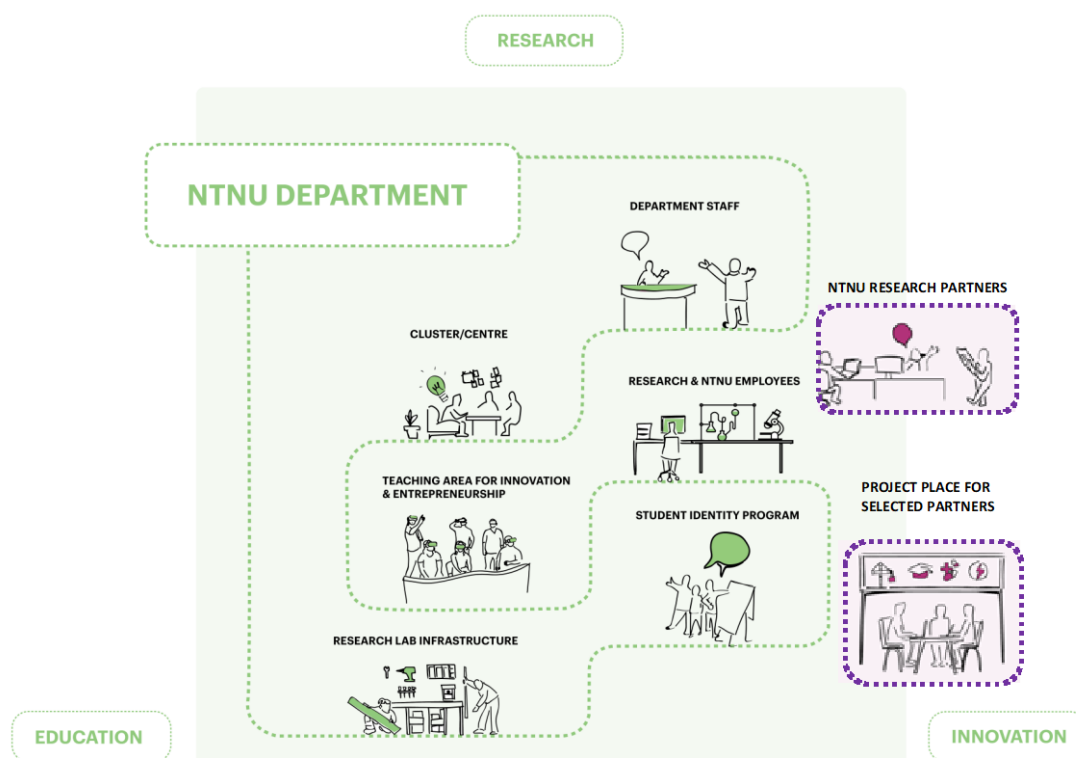 RESEARCH
NTNU DEPARTMENT
DEPARTMENT STAFF
NTNU RESEARCH PARTNERS
CLUSTER/CENTRE
RESEARCH & NTNU EMPLOYEES
TEACHING AREA FOR INNOVATION
& ENTREPRENEURSHIP
PROJECT PLACE FOR
SELECTED PARTNERS
STUDENT IDENTITY PROGRAM
RESEARCH LAB INFRASTRUCTURE
EDUCATION
INNOVATION